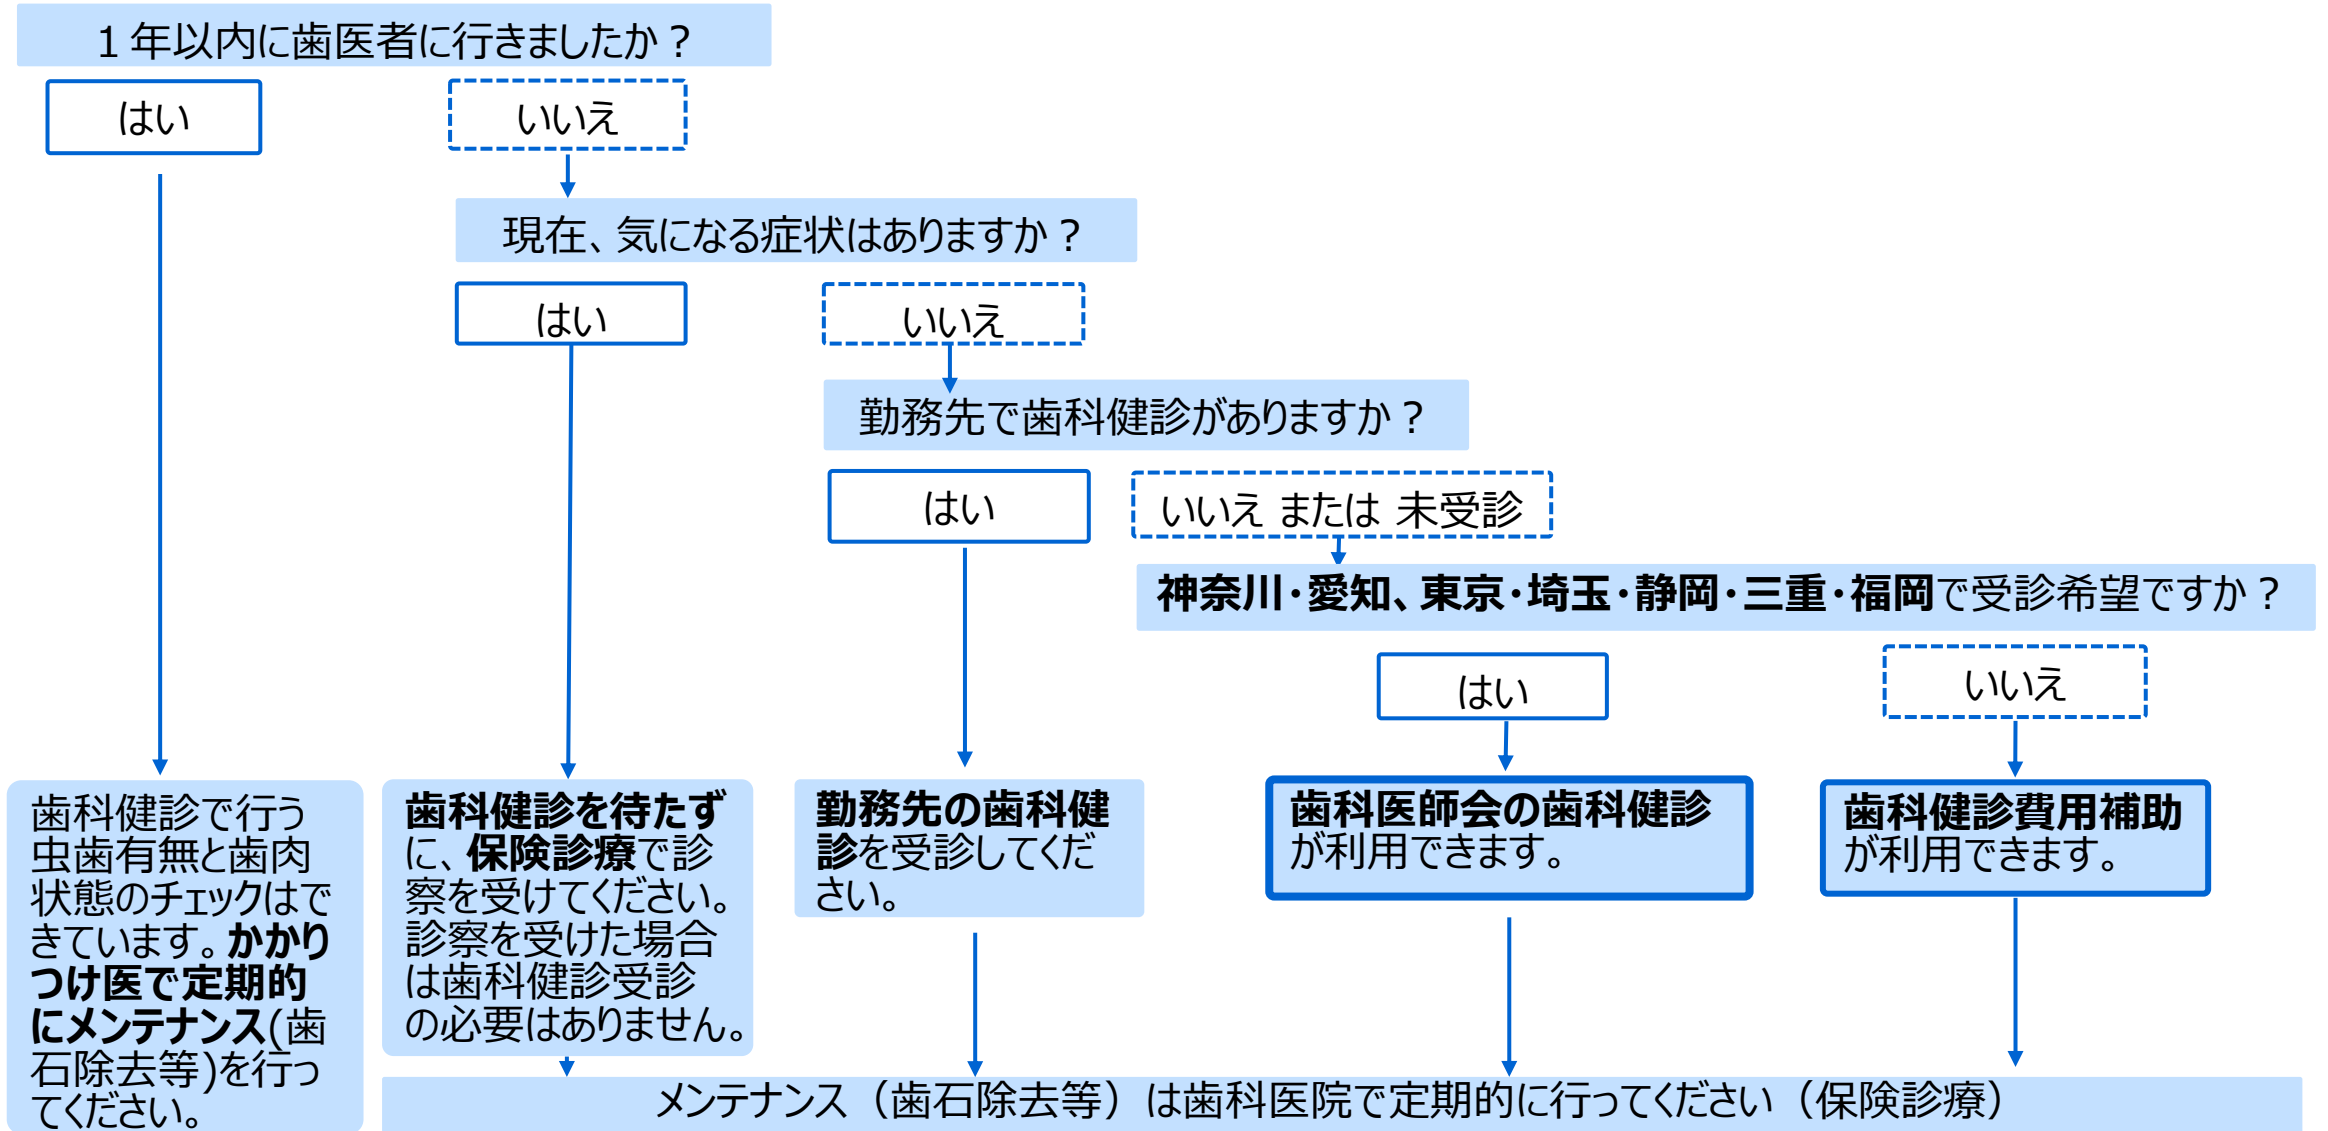 １年以内に歯医者に行きましたか？
はい
いいえ
現在、気になる症状はありますか？
はい
いいえ
勤務先で歯科健診がありますか？
はい
いいえ または 未受診
神奈川・愛知、東京・埼玉・静岡・三重・福岡で受診希望ですか？
はい
いいえ
歯科健診で行う
虫歯有無と歯肉
状態のチェックはで
きています。かかり
つけ医で定期的
にメンテナンス(歯
石除去等)を行っ
てください。
歯科健診を待たず
に、保険診療で診
察を受けてください。
診察を受けた場合
は歯科健診受診
の必要はありません。
勤務先の歯科健
診を受診してくだ
さい。
歯科医師会の歯科健診
が利用できます。
歯科健診費用補助
が利用できます。
メンテナンス（歯石除去等）は歯科医院で定期的に行ってください（保険診療）